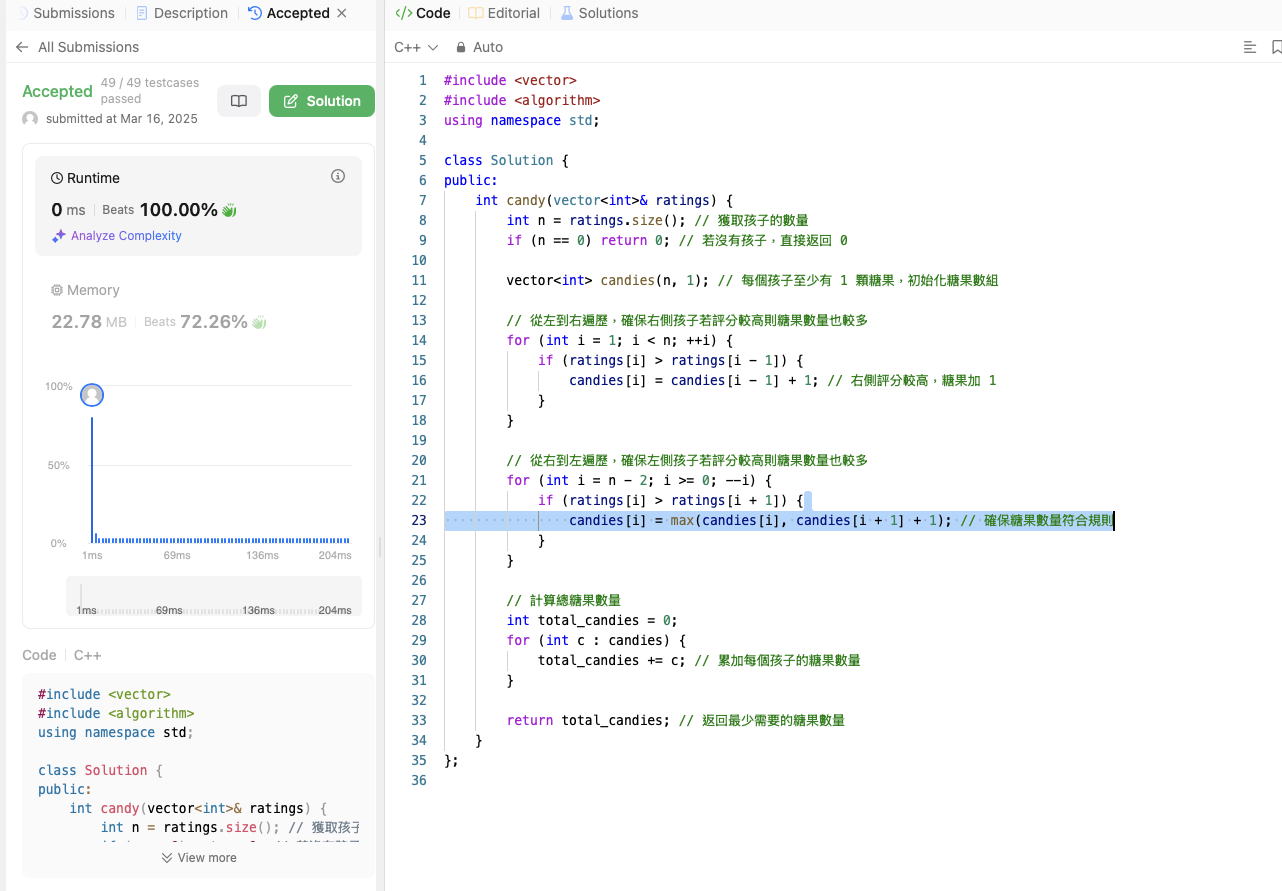 Submissions
Description
Accepted
All Submissions
Accepted
49 / 49 testcases
passed
submitted at Mar 16, 2025
Solution
Runtime
0 ms
Beats 100.00%
Analyze Complexity
Memory
22.78 MB
Beats 72.26%
100%
50%
0%
1ms
69ms
136ms
204ms
1ms
69ms
136ms
204ms
Code
C++
#include <vector>
#include <algorithm>
using namespace std;

class Solution {
public:
    int candy(vector<int>& ratings) {
        int n = ratings.size(); // 獲取孩子
View more
</> Code
Editorial
Solutions
C++
Auto
1 #include <vector>
2 #include <algorithm>
3 using namespace std;
4
5 class Solution {
6 public:
7     int candy(vector<int>& ratings) {
8         int n = ratings.size(); // 獲取孩子的數量
9         if (n == 0) return 0; // 若沒有孩子，直接返回 0
10
11         vector<int> candies(n, 1); // 每個孩子至少有 1 顆糖果，初始化糖果數組
12
13         // 從左到右遍歷，確保右側孩子若評分較高則糖果數量也較多
14         for (int i = 1; i < n; ++i) {
15             if (ratings[i] > ratings[i - 1]) {
16                 candies[i] = candies[i - 1] + 1; // 右側評分較高，糖果加 1
17             }
18         }
19
20         // 從右到左遍歷，確保左側孩子若評分較高則糖果數量也較多
21         for (int i = n - 2; i >= 0; --i) {
22             if (ratings[i] > ratings[i + 1]) {
23                 candies[i] = max(candies[i], candies[i + 1] + 1); // 確保糖果數量符合規則
24             }
25         }
26
27         // 計算總糖果數量
28         int total_candies = 0;
29         for (int c : candies) {
30             total_candies += c; // 累加每個孩子的糖果數量
31         }
32
33         return total_candies; // 返回最少需要的糖果數量
34     }
35 };
36